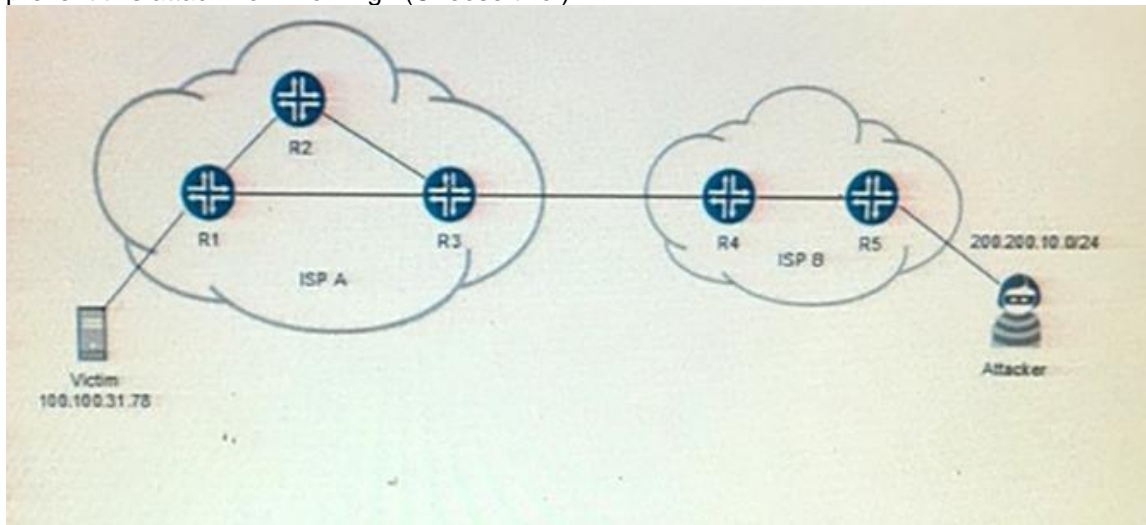 R2
R1
R3
R4
R5
200.200.10.0/24
ISP A
ISP B
Victim
100.100.31.78
Attacker